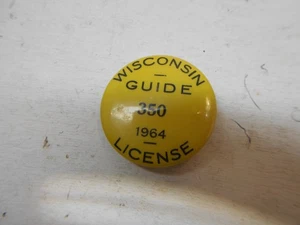 WISCONSIN
GUIDE
350
1964
LICENSE